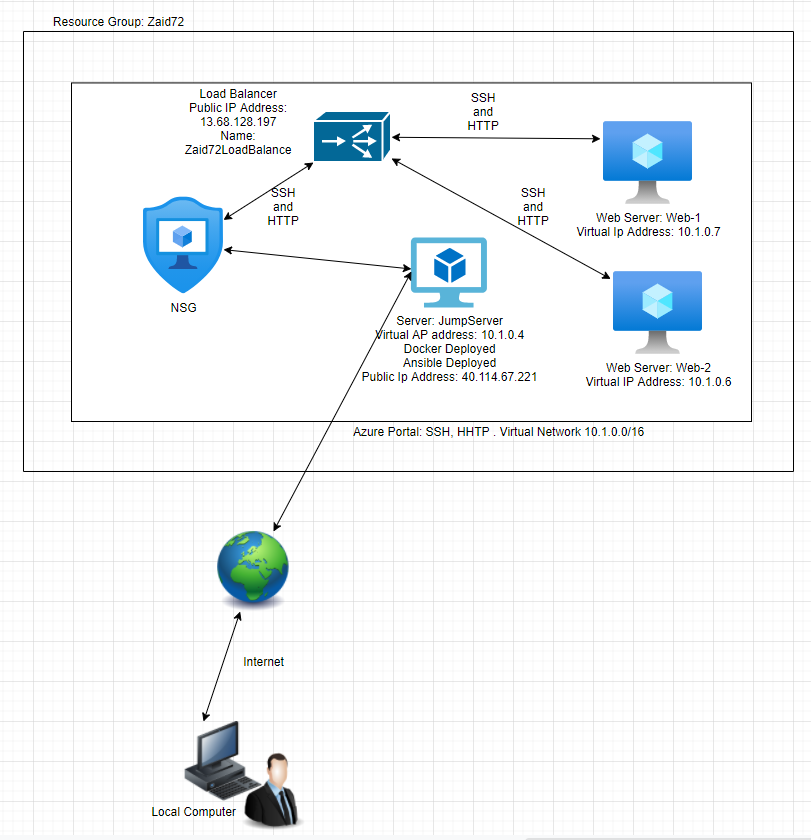 Resource Group: Zaid72
Load Balancer
Public IP Address:
13.68.128.197
Name:
Zaid72LoadBalance
SSH
and
HTTP
SSH
and
HTTP
SSH
and
HTTP
Web Server: Web-1
Virtual Ip Address: 10.1.0.7
NSG
Server: JumpServer
Virtual AP address: 10.1.0.4
Docker Deployed
Ansible Deployed
Public Ip Address: 40.114.67.221
Web Server: Web-2
Virtual IP Address: 10.1.0.6
Azure Portal: SSH, HHTP . Virtual Network 10.1.0.0/16
Internet
Local Computer